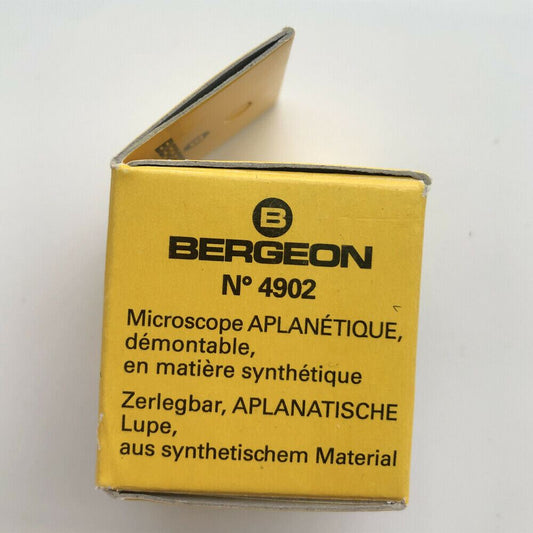 B
BERGEON
N° 4902
Microscope APLANÉTIQUE,
démontable,
en matière synthétique
Zerlegbar, APLANATISCHE
Lupe,
aus synthetischem Material